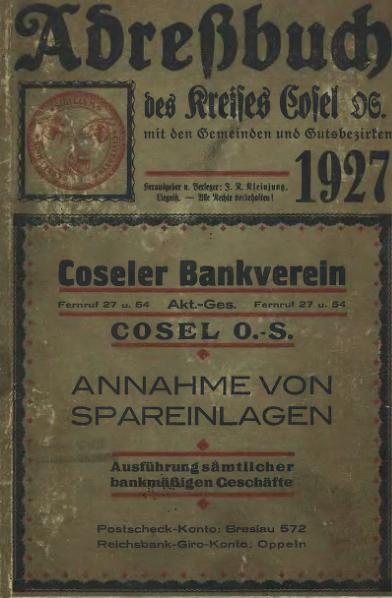 Adreßbuch
des Kreises Cosel OS.
mit den Gemeinden und Gutsbezirken
1927
Herausgeber u. Verleger: F. K. Kleinjung,
Liegnitz. — Alle Rechte vorbehalten!
Coseler Bankverein
Fernruf 27 u. 54 Akt.-Ges. Fernruf 27 u. 54
COSEL O.-S.
ANNAHME VON
SPAREINLAGEN
Ausführung sämtlicher
bankmäßigen Geschäfte
Postscheck-Konto: Breslau 572
Reichsbank-Giro-Konto: Oppeln